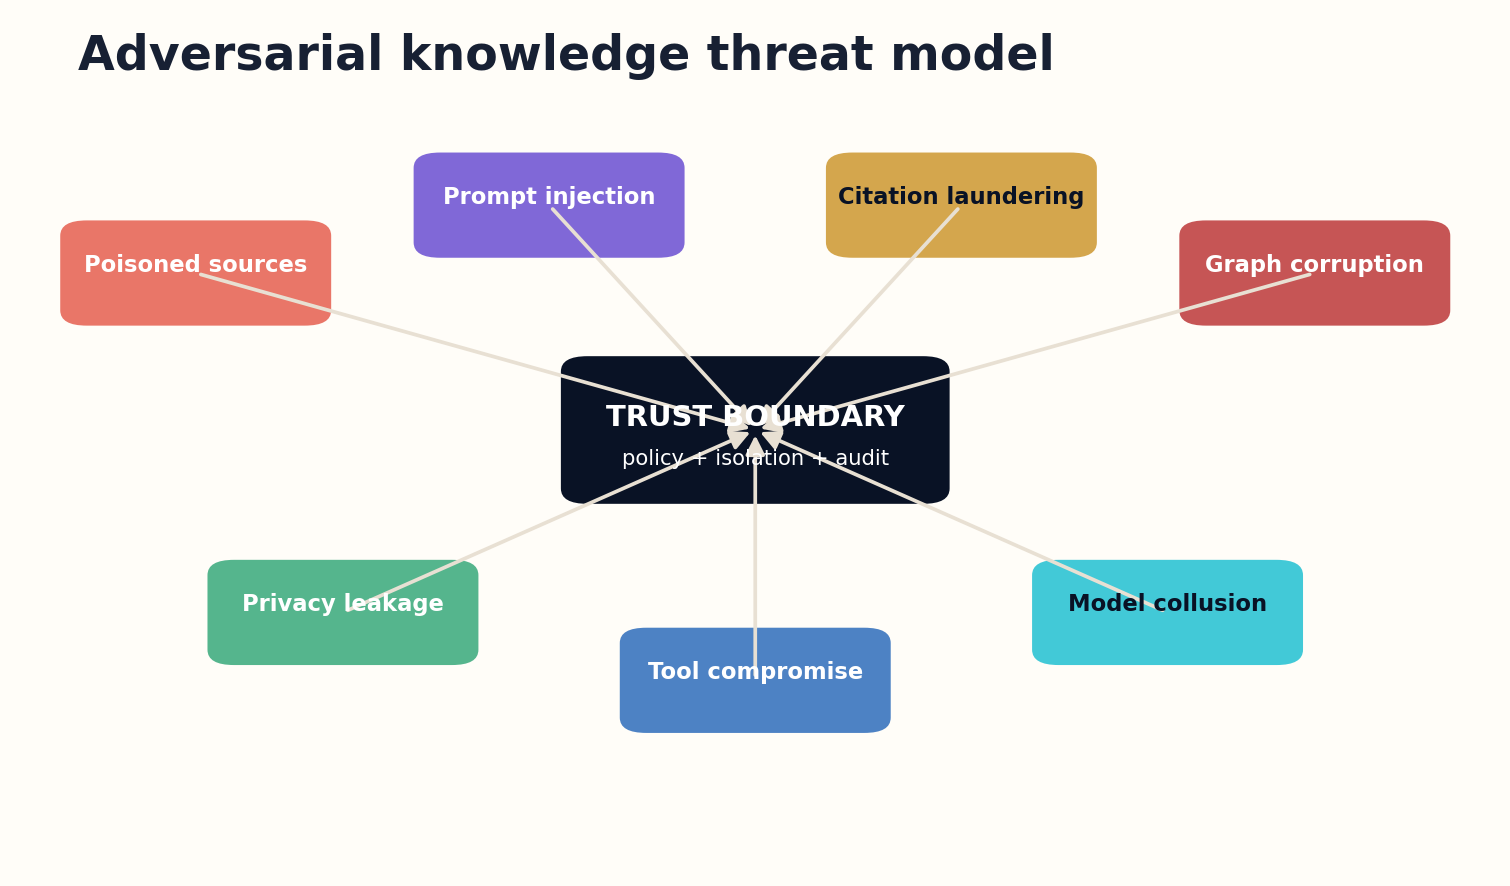 Adversarial knowledge threat model
Prompt injection
Citation laundering
Poisoned sources
Graph corruption
TRUST BOUNDARY
policy + isolation + audit
Privacy leakage
Model collusion
Tool compromise